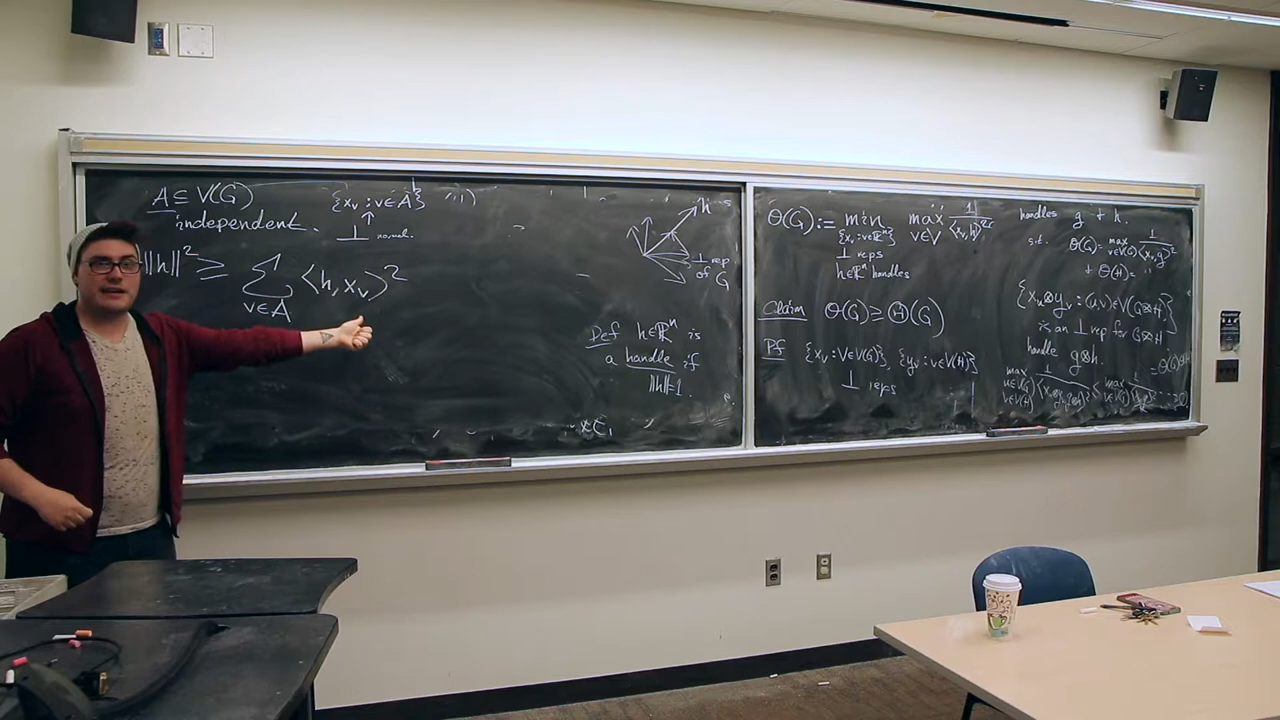 A ⊆ V(G)
independent.
{x_v : v∈A}
↑
⊥ normal.
||h||² ≥ Σ ⟨h, x_v⟩²
v∈A
h
⊥ rep
of G
Def h∈ℝⁿ is
a handle if
||h||=1.
Θ(G) := min max 1/⟨x_v, h⟩²
{x_v : v∈ℝⁿ} v∈V
⊥ reps
h∈ℝⁿ handles
Claim Θ(G) ≥ Ⓗ(G)
Pf {x_v : v∈V(G)}, {y_v : v∈V(H)}
⊥ reps
handles g + h
s.t. Θ(G) = max 1/⟨x_v, g⟩²
v∈V(G)
+ Θ(H) = "
{x_u⊗y_v : (u,v)∈V(G⊠H)}
is an ⊥ rep for G⊠H
handle g⊗h.